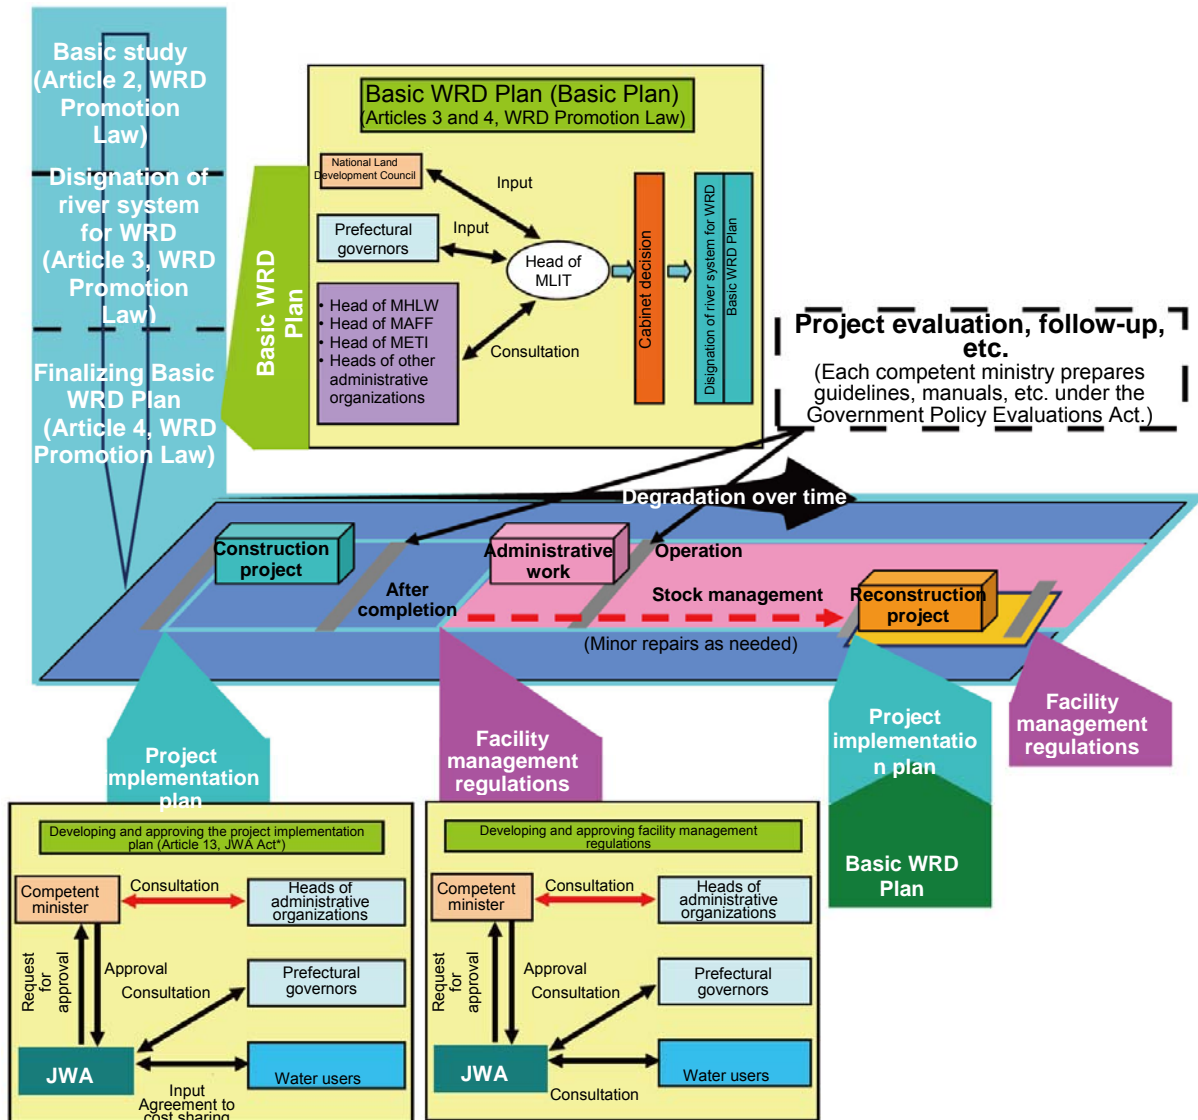 Basic study
(Article 2, WRD
Promotion
Law)
Disignation of
river system
for WRD
(Article 3, WRD
Promotion
Law)
Finalizing Basic
WRD Plan
(Article 4, WRD
Promotion Law)
Basic WRD
Plan
Basic WRD Plan (Basic Plan)
(Articles 3 and 4, WRD Promotion Law)
National Land
Development Council
Input
Prefectural
governors
Input
Head of
MLIT
• Head of MHLW
• Head of MAFF
• Head of METI
• Heads of other
administrative
organizations
Consultation
Cabinet decision
Disignation of river system for WRD
Basic WRD Plan
Project evaluation, follow-up,
etc.
(Each competent ministry prepares
guidelines, manuals, etc. under the
Government Policy Evaluations Act.)
Degradation over time
Construction
project
After
completion
Administrative
work
Operation
Stock management
(Minor repairs as needed)
Reconstruction
project
Project
mplementation
plan
Facility
management
regulations
Project
implementatio
n plan
Basic WRD
Plan
Facility
management
regulations
Developing and approving the project implementation
plan (Article 13, JWA Act*)
Competent
minister
Consultation
Heads of
administrative
organizations
Request
for
approval
Approval
Consultation
Prefectural
governors
JWA
Water users
Input
Agreement to
cost sharing
Developing and approving facility management
regulations
Competent
minister
Consultation
Heads of
administrative
organizations
Request
for
approval
Approval
Consultation
Prefectural
governors
JWA
Water users
Consultation